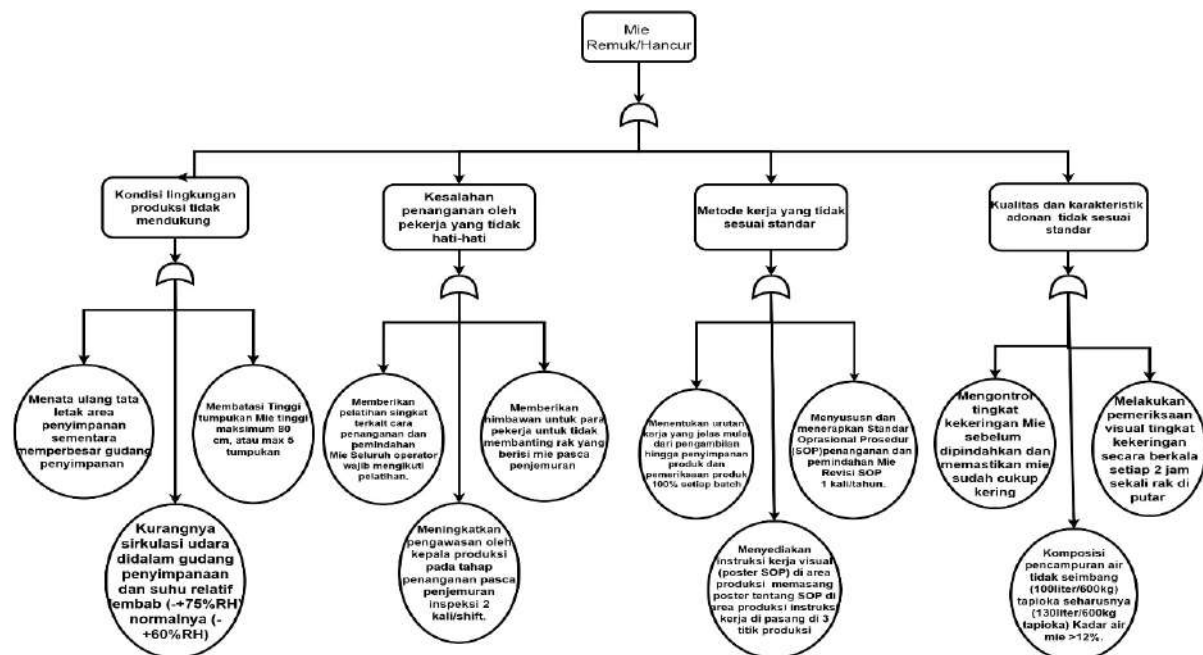 Mie
Remuk/Hancur
Kondisi lingkungan
produksi tidak
mendukung
Kesalahan
penanganan oleh
pekerja yang tidak
hati-hati
Metode kerja yang tidak
sesuai standar
Kualitas dan karakteristik
adonan tidak sesuai
standar
Menata ulang tata
letak area
penyimpanan
sementara
memperbesar gudang
penyimpanan
Kurangnya
sirkulasi udara
didalam gudang
penyimpanaan
dan suhu relatif
lembab (-+75%RH)
normalnya (-
+60%RH)
Membatasi Tinggi
tumpukan Mie tinggi
maksimum 80
cm, atau max 5
tumpukan
Memberikan
pelatihan singkat
terkait cara
penanganan dan
pemindahan
Mie Seluruh operator
wajib mengikuti
pelatihan.
Meningkatkan
pengawasan oleh
kepala produksi
pada tahap
penanganan pasca
penjemuran
inspeksi 2
kali/shift.
Memberikan
himbawan untuk para
pekerja untuk tidak
membanting rak yang
berisi mie pasca
penjemuran
Menentukan urutan
kerja yang jelas mulai
dari pengambilan
hingga penyimpanan
produk dan
pemeriksaan produk
100% setiap batch
Menyediakan
instruksi kerja visual
(poster SOP) di area
produksi memasang
poster tentang SOP di
area produksi instruksi
kerja di pasang di 3
titik produksi
Menyususn dan
menerapkan Standar
Oprasional Prosedur
(SOP)penanganan dan
pemindahan Mie
Revisi SOP
1 kali/tahun.
Mengontrol
tingkat
kekeringan Mie
sebelum
dipindahkan dan
memastikan mie
sudah cukup
kering
Komposisi
pencampuran air
tidak seimbang
(100liter/600kg)
tapioka seharusnya
(130liter/600kg
tapioka) Kadar air
mie >12%.
Melakukan
pemeriksaan
visual tingkat
kekeringan
secara berkala
setiap 2 jam
sekali rak di
putar